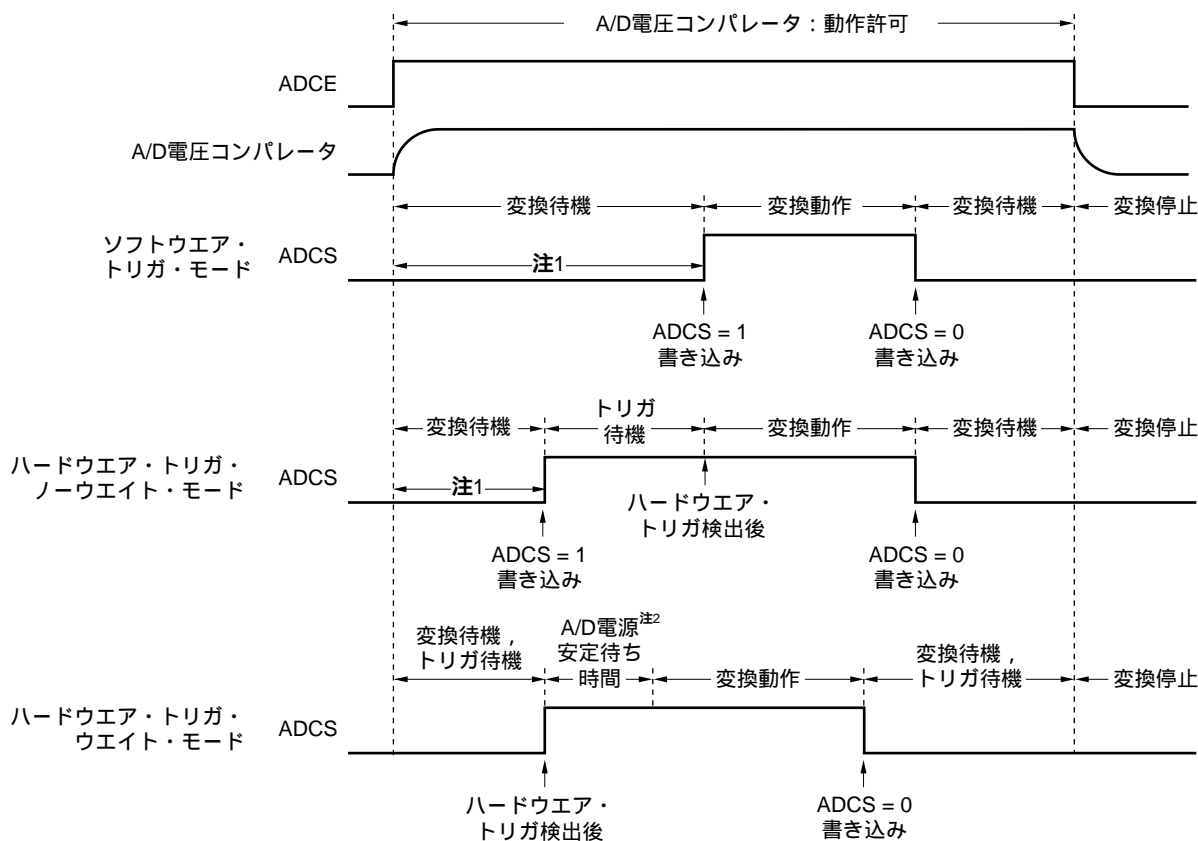 A/D電圧コンパレータ：動作許可
ADCE
A/D電圧コンパレータ
変換待機
変換動作
変換待機
変換停止
ソフトウエア・
トリガ・モード
ADCS
注1
ADCS = 1
書き込み
ADCS = 0
書き込み
変換待機
トリガ
待機
変換動作
変換待機
変換停止
ハードウエア・トリガ・
ノーウエイト・モード
ADCS
注1
ハードウエア・
トリガ検出後
ADCS = 1
書き込み
ADCS = 0
書き込み
変換待機，
トリガ待機
A/D電源注2
安定待ち
時間
変換動作
変換待機，
トリガ待機
変換停止
ハードウエア・トリガ・
ウエイト・モード
ADCS
ハードウエア・
トリガ検出後
ADCS = 0
書き込み